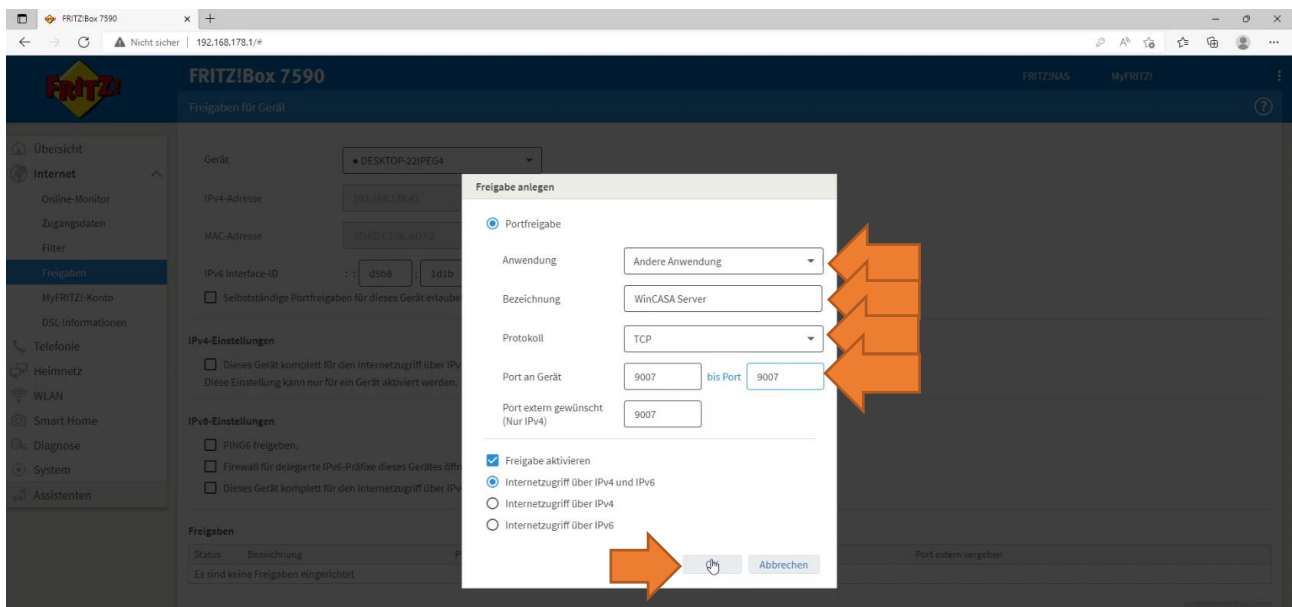 FRITZ!Box 7590
Nicht sicher 192.168.178.1/#
FRITZ!
FRITZ!Box 7590
FRITZ!NAS MyFRITZ!
Freigaben für Gerät
Übersicht
Internet
Online-Monitor
Zugangsdaten
Filter
Freigaben
MyFRITZ!-Konto
DSL-Informationen
Telefonie
Heimnetz
WLAN
Smart Home
Diagnose
System
Assistenten
Gerät DESKTOP-22IPEG4
IPv4-Adresse
MAC-Adresse
IPv6 Interface-ID : : d5b8 : 1d1b
Selbstständige Portfreigaben für dieses Gerät
IPv4-Einstellungen
Dieses Gerät komplett für den Internetzugriff über
Diese Einstellung kann nur für ein Gerät aktiviert werden.
IPv6-Einstellungen
PING6 freigeben.
Firewall für delegierte IPv6-Präfixe dieses Gerätes
Dieses Gerät komplett für den Internetzugriff über
Freigaben
Status Bezeichnung Port extern vergeben
Es sind keine Freigaben eingerichtet
Freigabe anlegen
Portfreigabe
Anwendung Andere Anwendung
Bezeichnung WinCASA Server
Protokoll TCP
Port an Gerät 9007 bis Port 9007
Port extern gewünscht
(Nur IPv4) 9007
Freigabe aktivieren
Internetzugriff über IPv4 und IPv6
Internetzugriff über IPv4
Internetzugriff über IPv6
Abbrechen